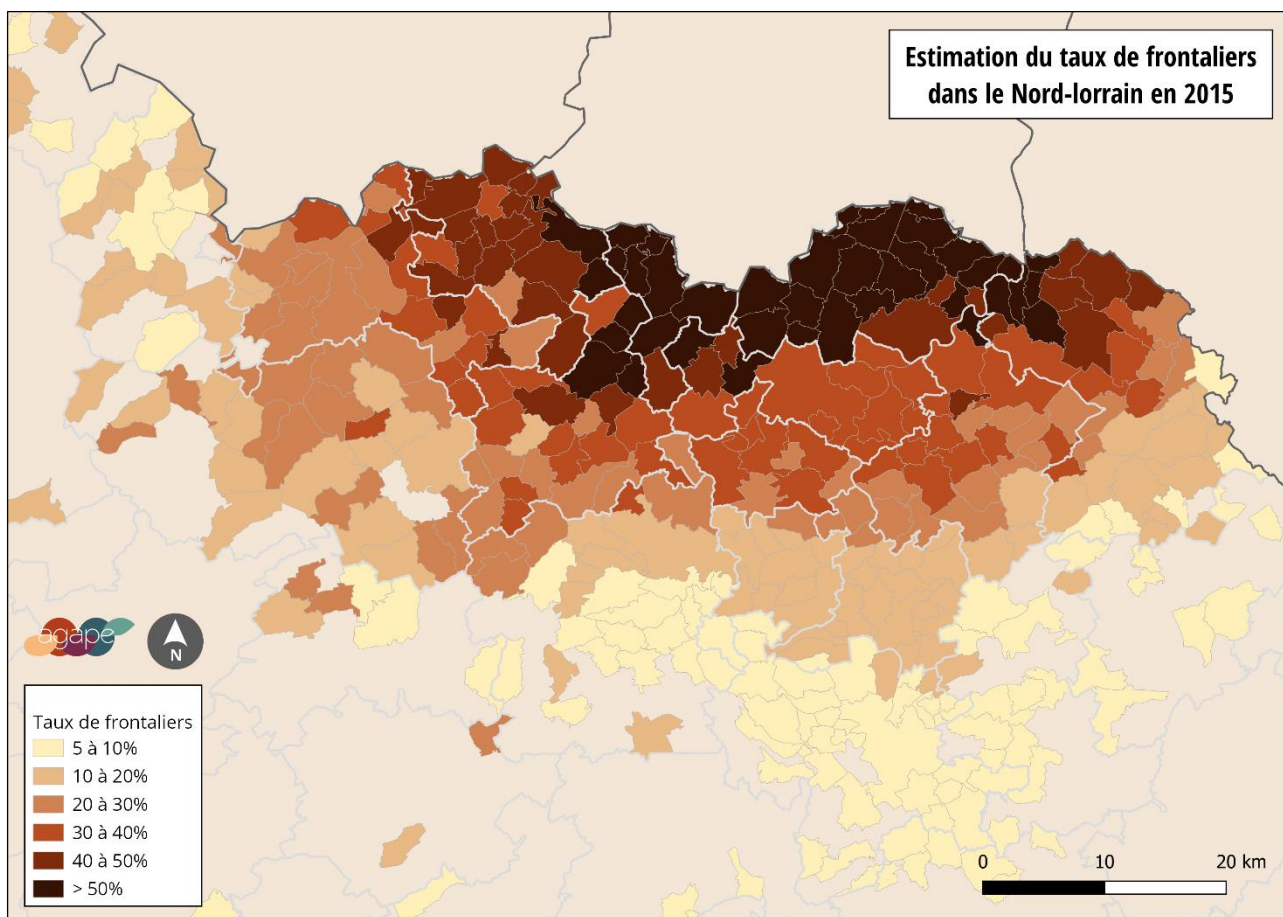 Estimation du taux de frontaliers
dans le Nord-lorrain en 2015
agape
N
Taux de frontaliers
5 à 10%
10 à 20%
20 à 30%
30 à 40%
40 à 50%
> 50%
0 10 20 km